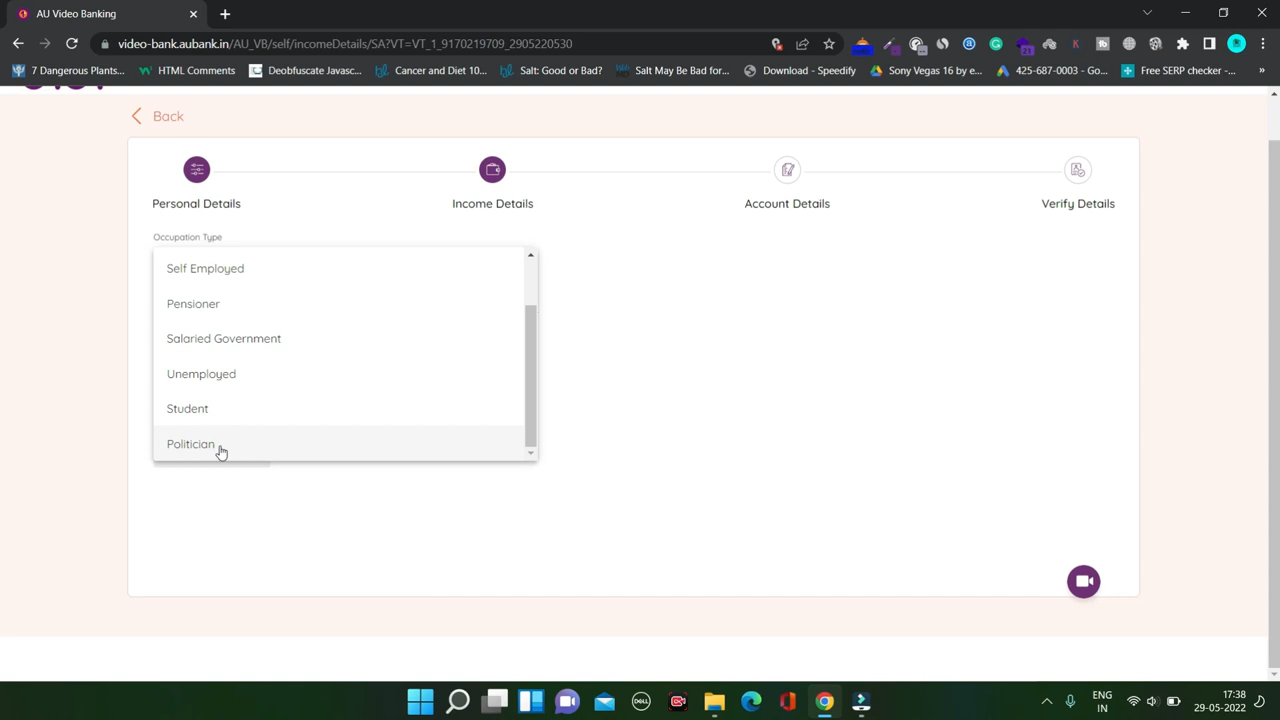 AU Video Banking
video-bank.aubank.in/AU_VB/self/incomeDetails/SA?VT=VT_1_9170219709_2905220530
7 Dangerous Plants...
HTML Comments
Deobfuscate Javasc...
Cancer and Diet 10...
Salt: Good or Bad?
Salt May Be Bad for...
Download - Speedify
Sony Vegas 16 by e...
425-687-0003 - Go...
Free SERP checker -...
Back
Personal Details
Income Details
Account Details
Verify Details
Occupation Type
Self Employed
Pensioner
Salaried Government
Unemployed
Student
Politician
ENG
IN
17:38
29-05-2022